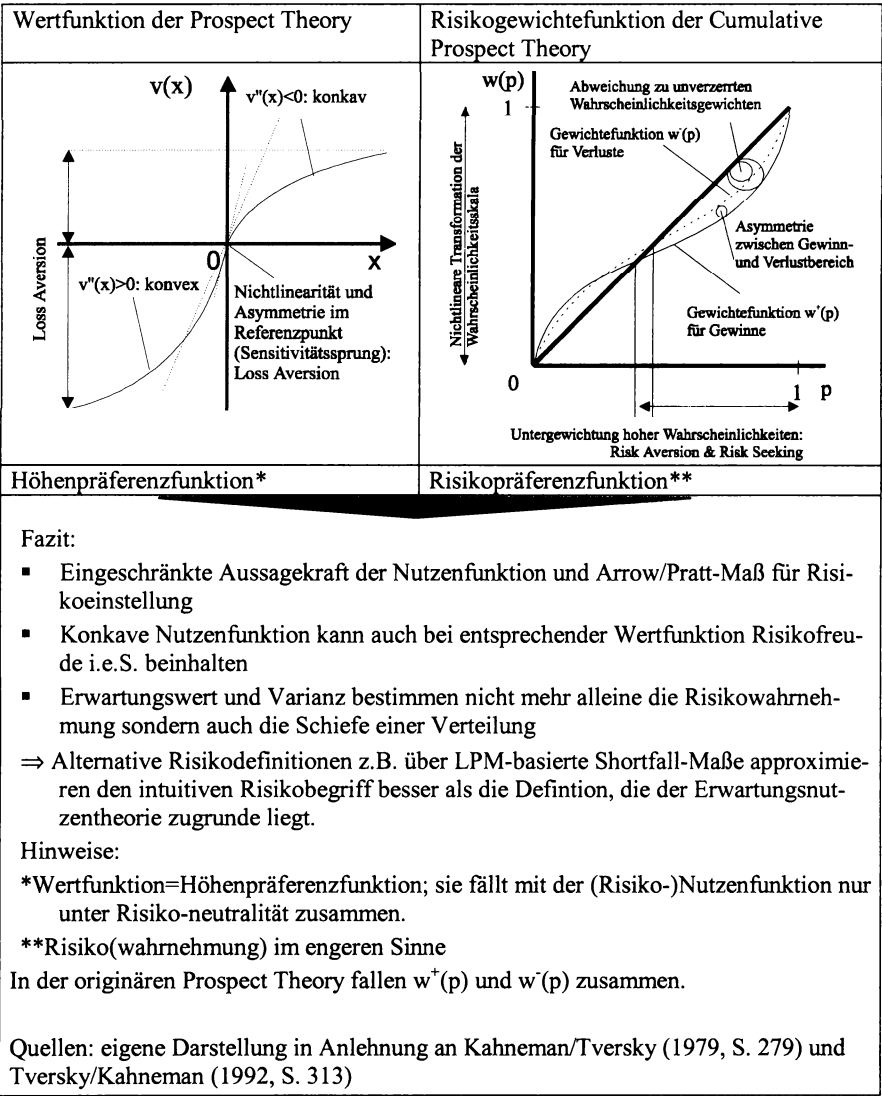 Wertfunktion der Prospect Theory
Risikogewichtefunktion der Cumulative
Prospect Theory
v(x)
v"(x)<0: konkav
Loss Aversion
0
x
v"(x)>0: konvex
Nichtlinearität und
Asymmetrie im
Referenzpunkt
(Sensitivitätssprung):
Loss Aversion
w(p)
1
Abweichung zu unverzerrten
Wahrscheinlichkeitsgewichten
Gewichtefunktion w⁻(p)
für Verluste
Nichtlineare Transformation der
Wahrscheinlichkeitsskala
Asymmetrie
zwischen Gewinn-
und Verlustbereich
Gewichtefunktion w⁺(p)
für Gewinne
0
1
p
Untergewichtung hoher Wahrscheinlichkeiten:
Risk Aversion & Risk Seeking
Höhenpräferenzfunktion*
Risikopräferenzfunktion**
Fazit:
▪ Eingeschränkte Aussagekraft der Nutzenfunktion und Arrow/Pratt-Maß für Risi-
koeinstellung
▪ Konkave Nutzenfunktion kann auch bei entsprechender Wertfunktion Risikofreu-
de i.e.S. beinhalten
▪ Erwartungswert und Varianz bestimmen nicht mehr alleine die Risikowahrneh-
mung sondern auch die Schiefe einer Verteilung
⇒ Alternative Risikodefinitionen z.B. über LPM-basierte Shortfall-Maße approximie-
ren den intuitiven Risikobegriff besser als die Defintion, die der Erwartungsnut-
zentheorie zugrunde liegt.
Hinweise:
*Wertfunktion=Höhenpräferenzfunktion; sie fällt mit der (Risiko-)Nutzenfunktion nur
unter Risiko-neutralität zusammen.
**Risiko(wahrnehmung) im engeren Sinne
In der originären Prospect Theory fallen w⁺(p) und w⁻(p) zusammen.
Quellen: eigene Darstellung in Anlehnung an Kahneman/Tversky (1979, S. 279) und
Tversky/Kahneman (1992, S. 313)